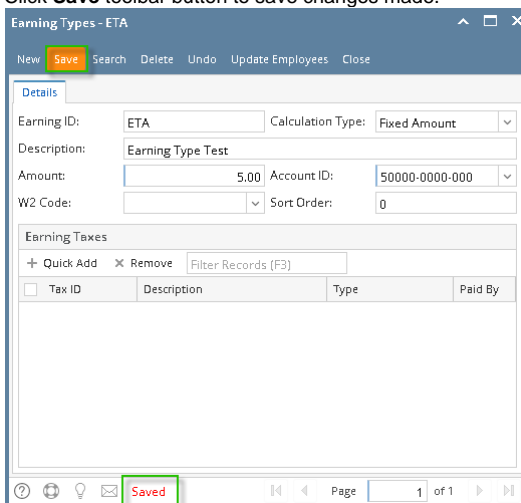 Click Save toolbar button to save changes made.
Earning Types - ETA
New Save Search Delete Undo Update Employees Close
Details
Earning ID: ETA Calculation Type: Fixed Amount
Description: Earning Type Test
Amount: 5.00 Account ID: 50000-0000-000
W2 Code: Sort Order: 0
Earning Taxes
+ Quick Add × Remove Filter Records (F3)
Tax ID Description Type Paid By
Saved Page 1 of 1